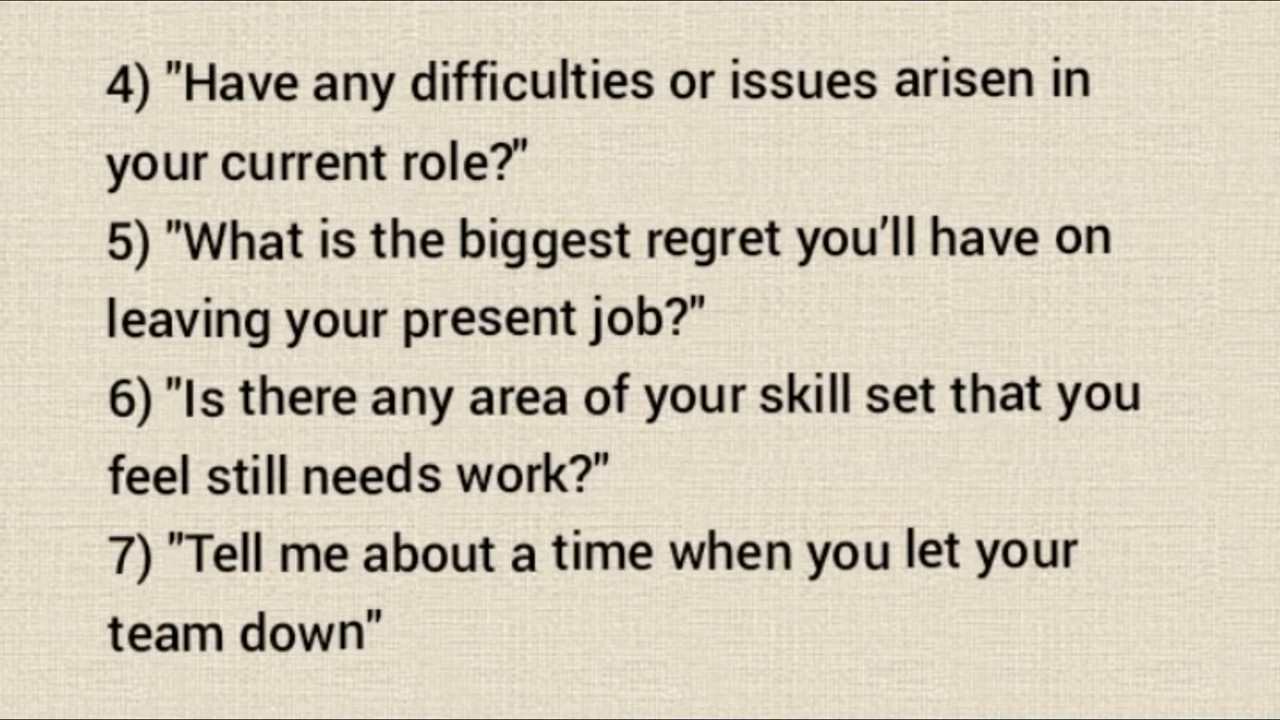 4) "Have any difficulties or issues arisen in
your current role?"
5) "What is the biggest regret you'll have on
leaving your present job?"
6) "Is there any area of your skill set that you
feel still needs work?"
7) "Tell me about a time when you let your
team down"